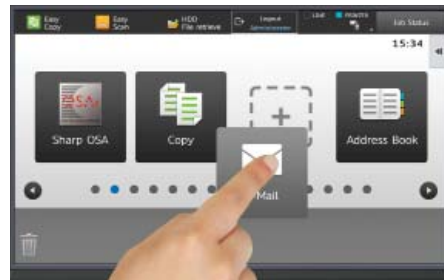 Easy
Copy
Easy
Scan
HDD
File retrieve
Logout
Administrator
Job Status
15:34
Sharp OSA
Copy
Mail
Address Book